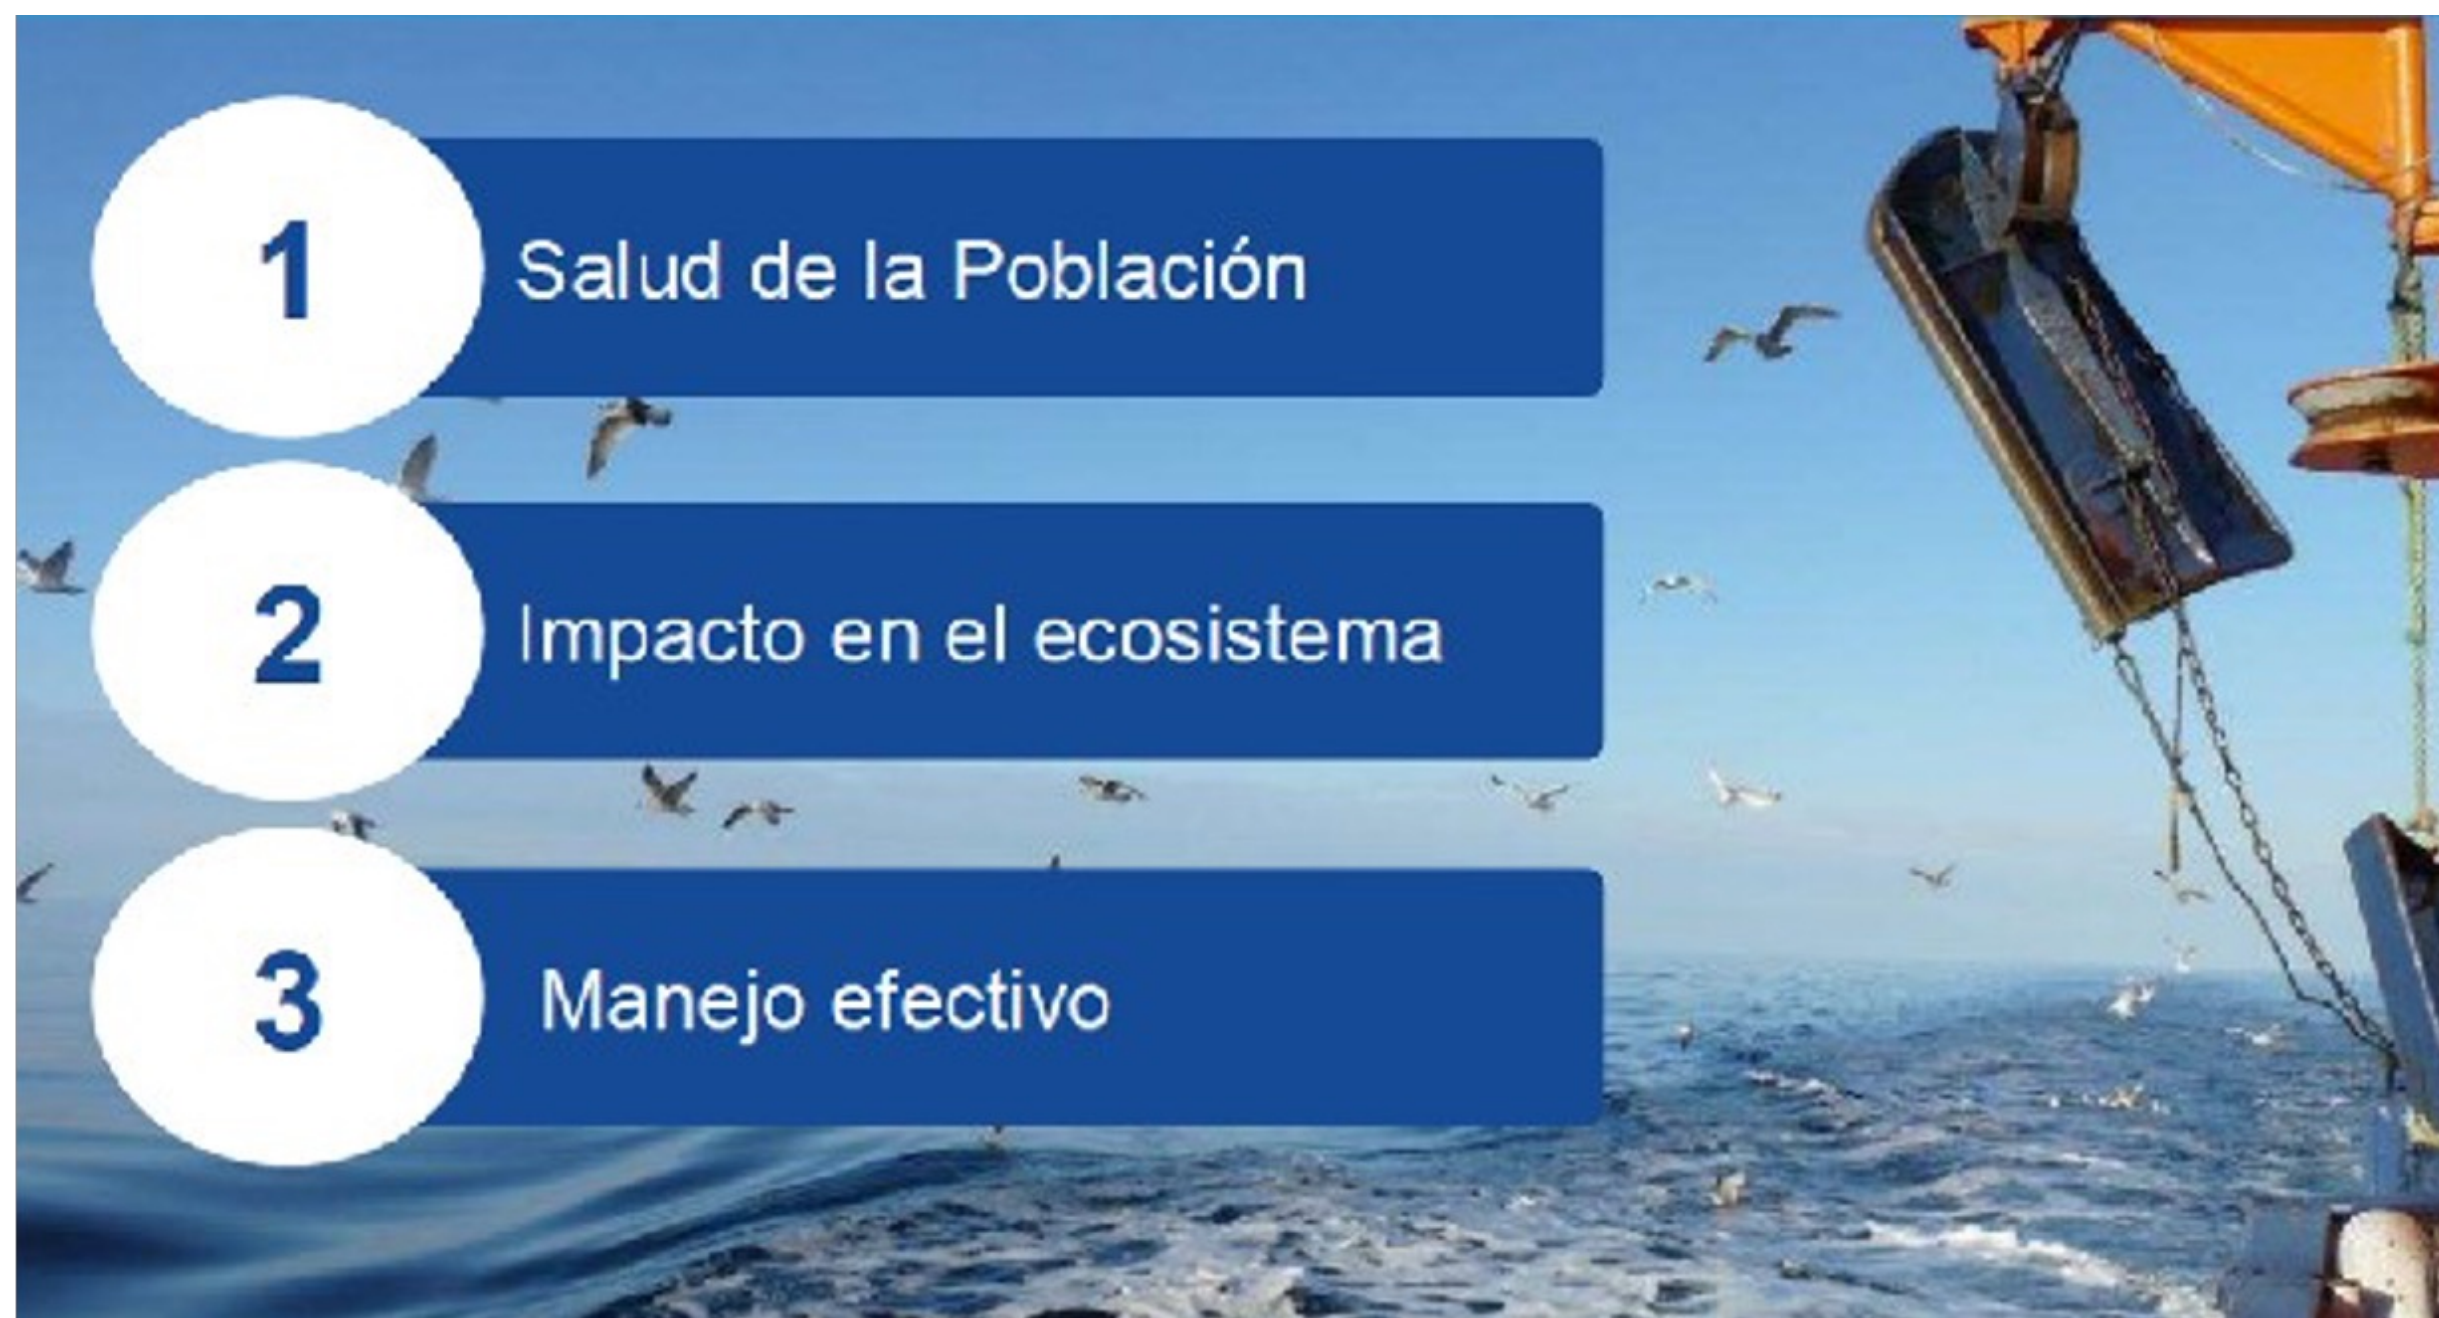 1
Salud de la Población
2
Impacto en el ecosistema
3
Manejo efectivo